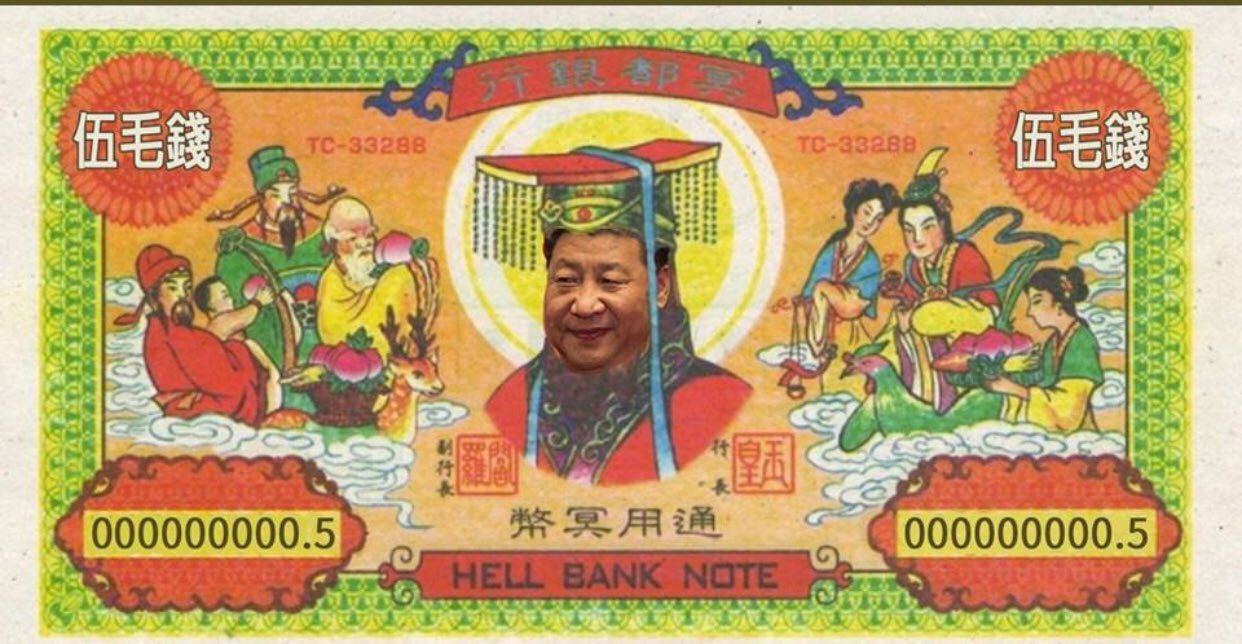 冥都銀行
伍毛錢
伍毛錢
TC-33288
TC-33288
副行長
閻羅
行長
玉皇
通用冥幣
000000000.5
000000000.5
HELL BANK NOTE